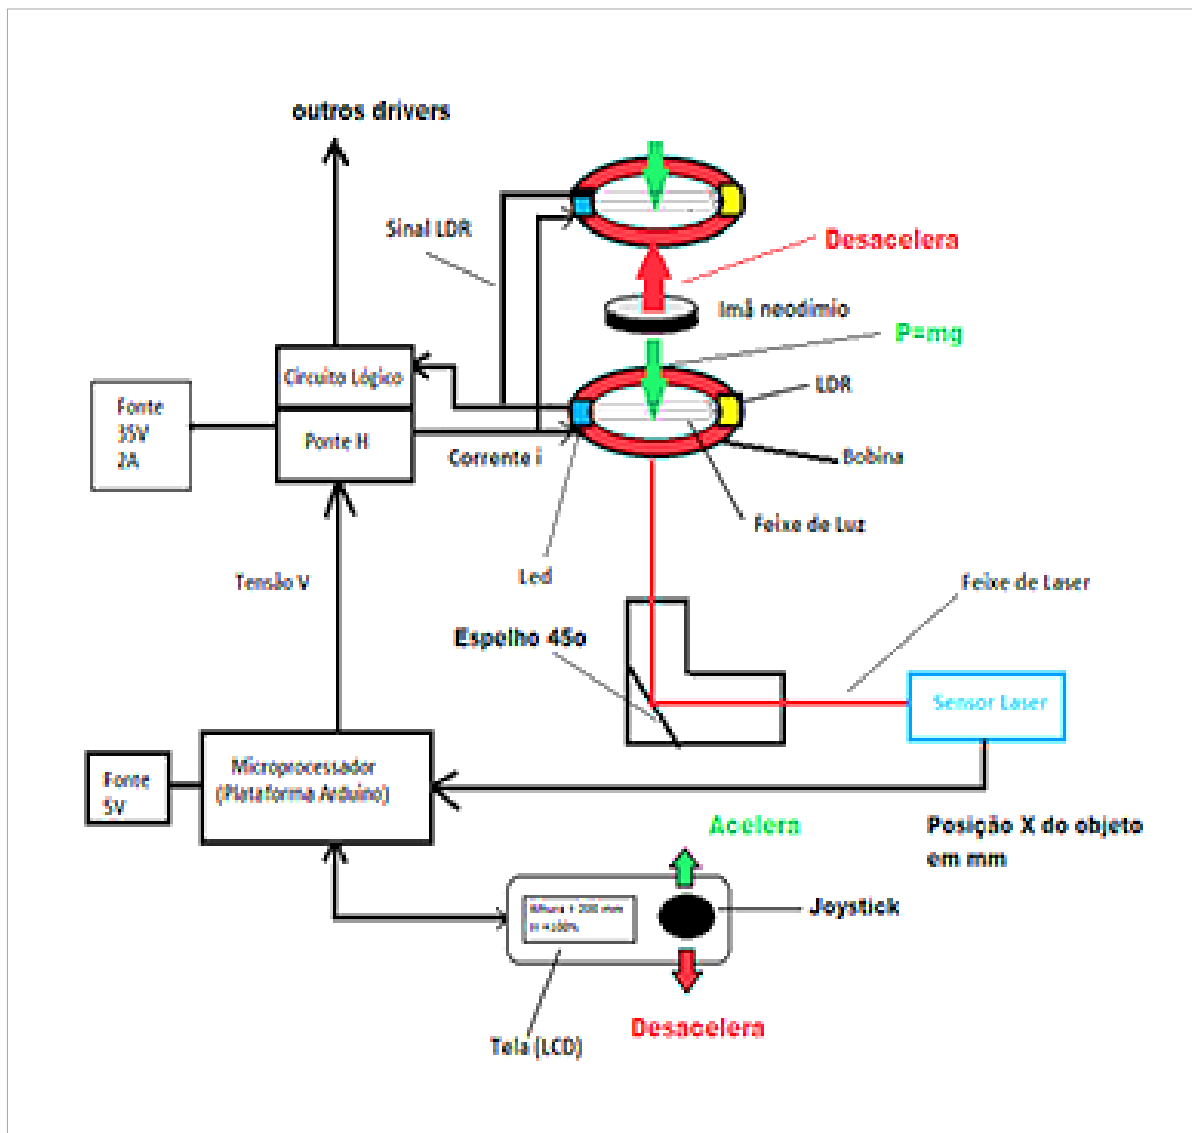 outros drivers
Sinal LDR
Desacelera
Imã neodímio
P=mg
Circuito Lógico
LDR
Fonte
35V
2A
Ponte H
Corrente i
Bobina
Feixe de Luz
Tensão V
Led
Feixe de Laser
Espelho 45o
Sensor Laser
Microprocessador
(Plataforma Arduino)
Fonte
5V
Acelera
Posição X do objeto
em mm
Joystick
200 mm
Desacelera
Tela (LCD)